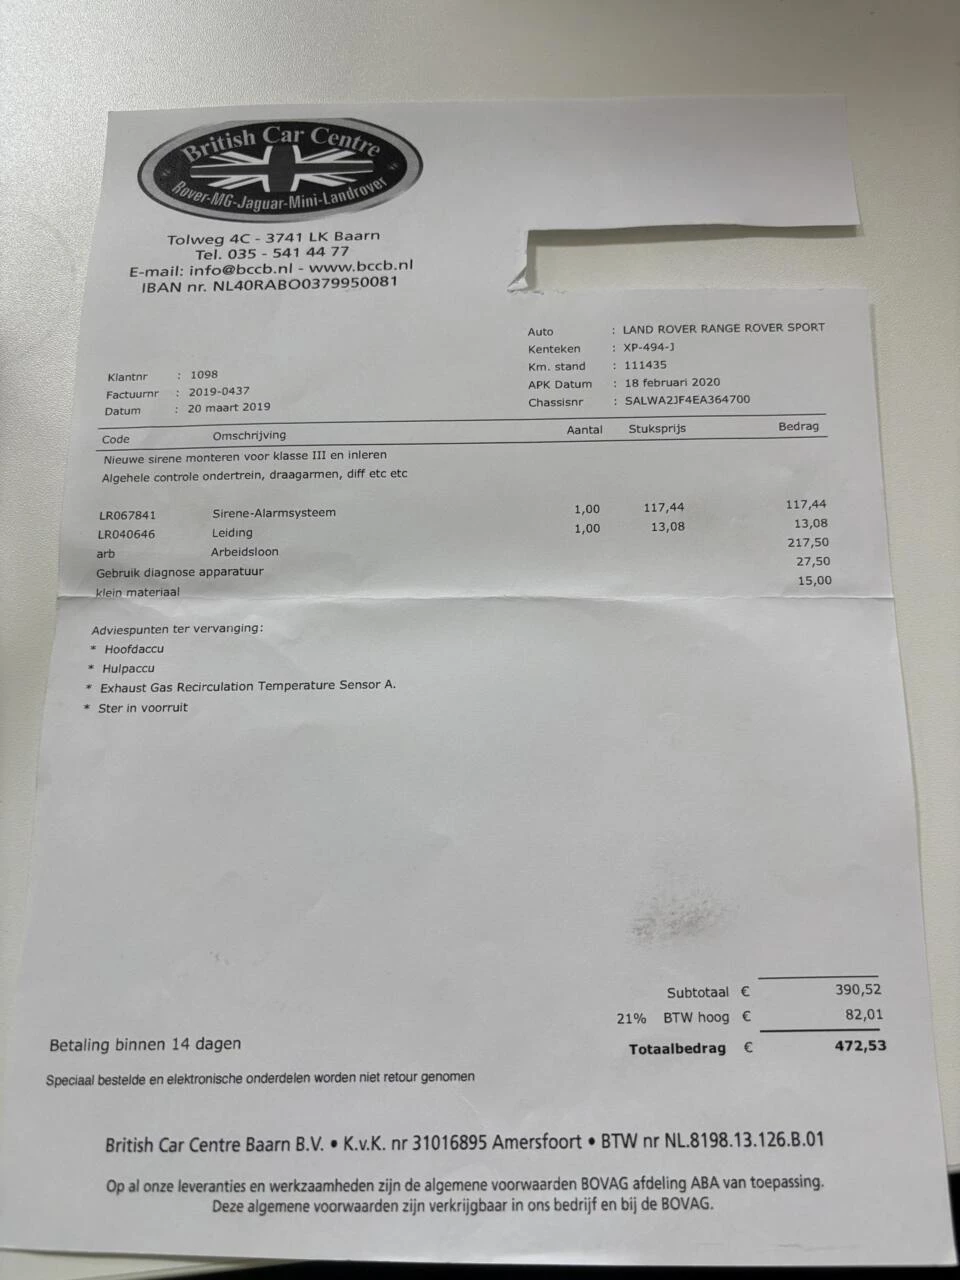 British Car Centre
Rover-MG-Jaguar-Mini-Landrover
Tolweg 4C - 3741 LK Baarn
Tel. 035 - 541 44 77
E-mail: info@bccb.nl - www.bccb.nl
IBAN nr. NL40RABO0379950081
Auto : LAND ROVER RANGE ROVER SPORT
Kenteken : XP-494-J
Km. stand : 111435
APK Datum : 18 februari 2020
Chassisnr : SALWA2JF4EA364700
Klantnr : 1098
Factuurnr : 2019-0437
Datum : 20 maart 2019
Code Omschrijving Aantal Stuksprijs Bedrag
Nieuwe sirene monteren voor klasse III en inleren
Algehele controle ondertrein, draagarmen, diff etc etc
LR067841 Sirene-Alarmsysteem 1,00 117,44 117,44
LR040646 Leiding 1,00 13,08 13,08
arb Arbeidsloon 217,50
Gebruik diagnose apparatuur 27,50
klein materiaal 15,00
Adviespunten ter vervanging:
* Hoofdaccu
* Hulpaccu
* Exhaust Gas Recirculation Temperature Sensor A.
* Ster in voorruit
Subtotaal € 390,52
21% BTW hoog € 82,01
Totaalbedrag € 472,53
Betaling binnen 14 dagen
Speciaal bestelde en elektronische onderdelen worden niet retour genomen
British Car Centre Baarn B.V. • K.v.K. nr 31016895 Amersfoort • BTW nr NL.8198.13.126.B.01
Op al onze leveranties en werkzaamheden zijn de algemene voorwaarden BOVAG afdeling ABA van toepassing.
Deze algemene voorwaarden zijn verkrijgbaar in ons bedrijf en bij de BOVAG.